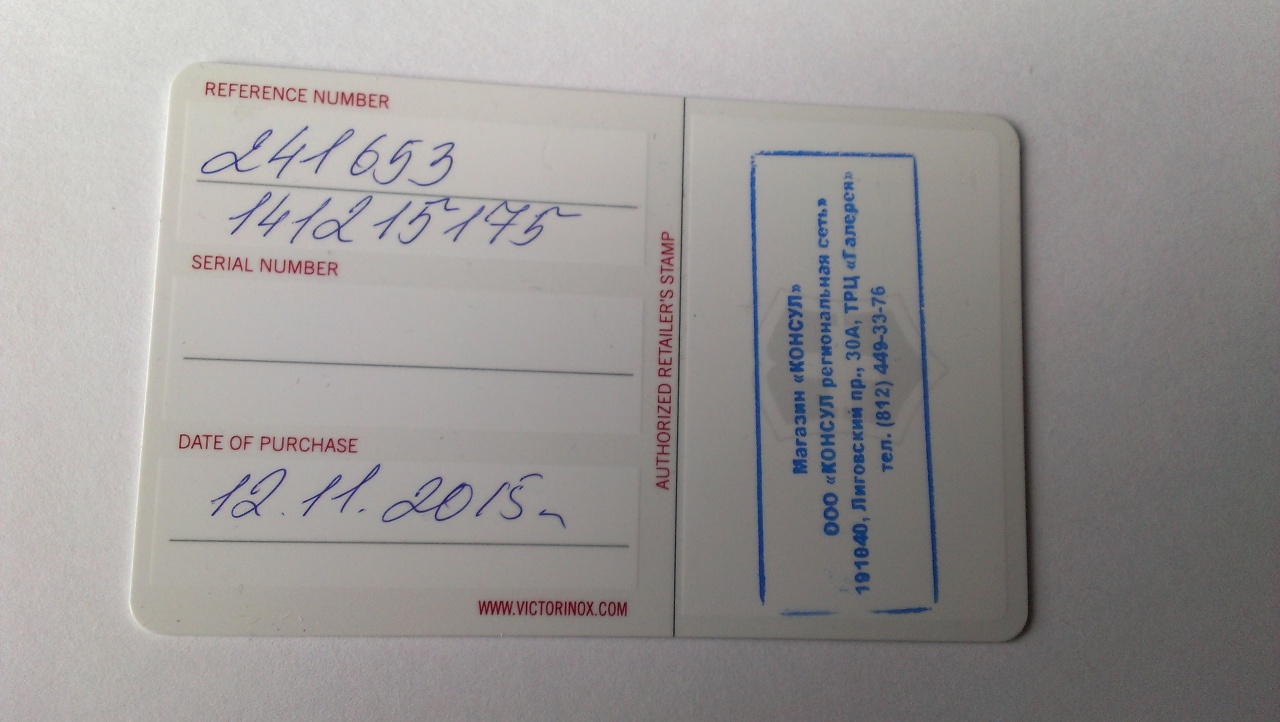 REFERENCE NUMBER
241653
141215175
SERIAL NUMBER
DATE OF PURCHASE
12.11.2015г
WWW.VICTORINOX.COM
AUTHORIZED RETAILER'S STAMP
Магазин «КОНСУЛ»
ООО «КОНСУЛ региональная сеть»
191040, Лиговский пр., 30А, ТРЦ «Галерея»
тел. (812) 449-33-76